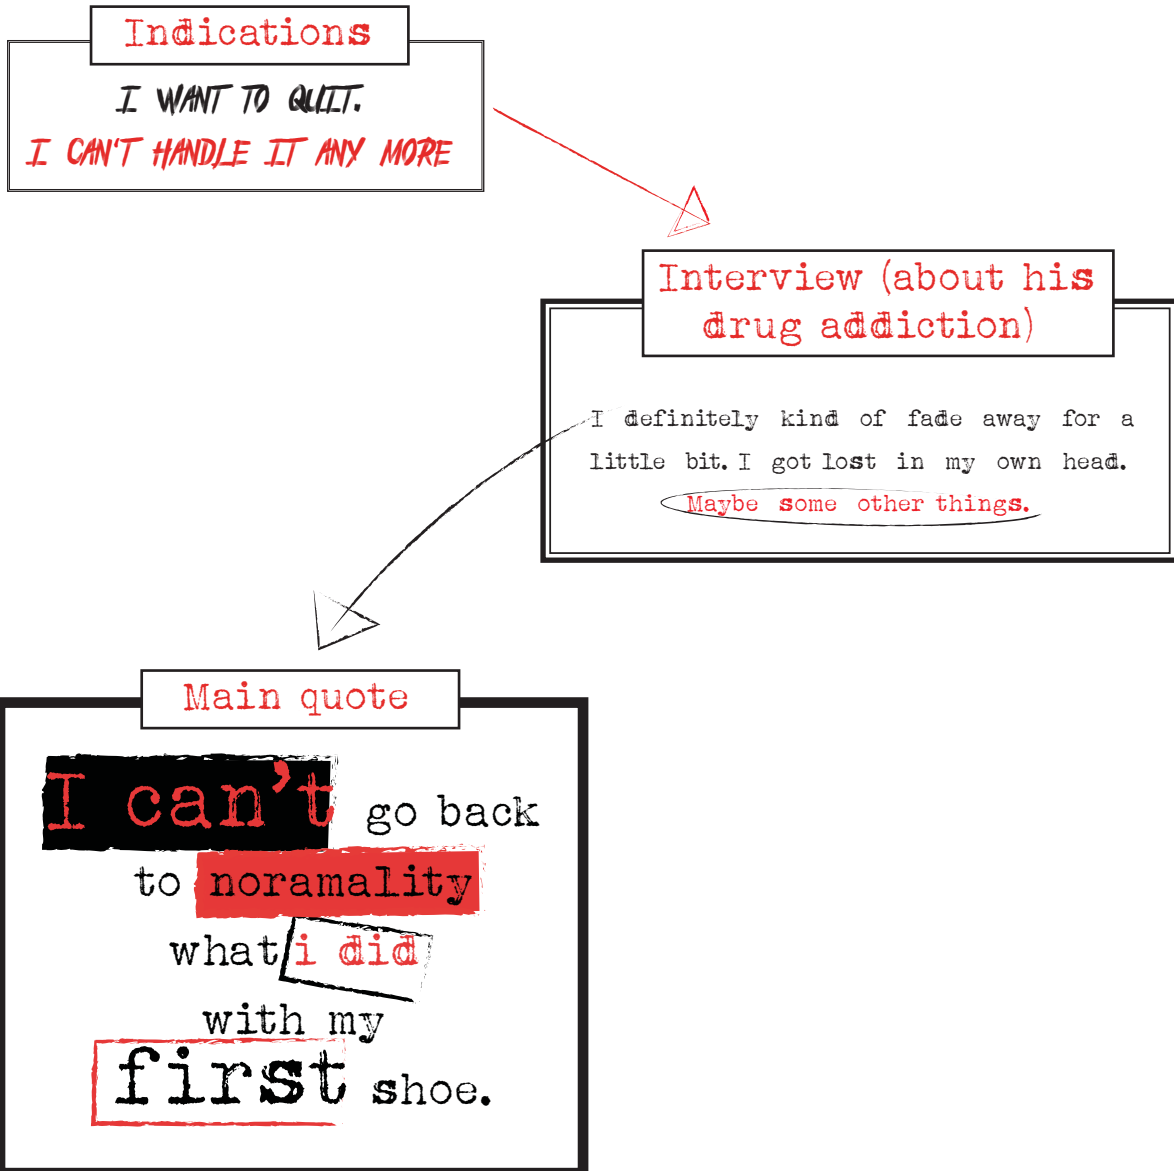 Indications
I WANT TO QUIT.
I CAN'T HANDLE IT ANY MORE
Interview (about his
drug addiction)
I definitely kind of fade away for a
little bit. I got lost in my own head.
Maybe some other things.
Main quote
I can't go back
to noramality
what i did
with my
first shoe.